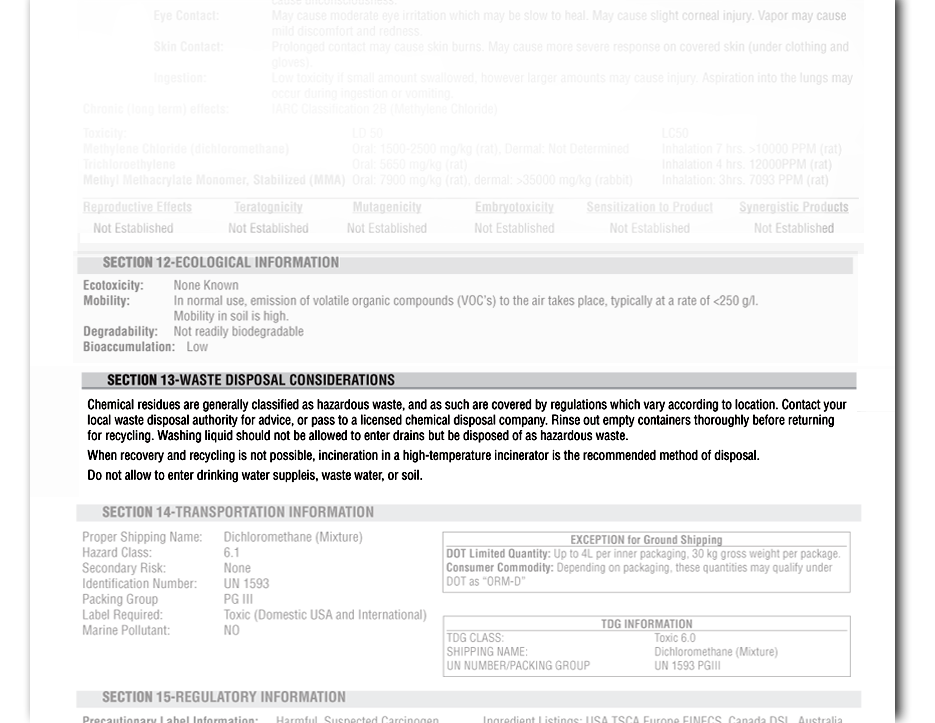 cause unconsciousness.
Eye Contact: May cause moderate eye irritation which may be slow to heal. May cause slight corneal injury. Vapor may cause
mild discomfort and redness.
Skin Contact: Prolonged contact may cause skin burns. May cause more severe response on covered skin (under clothing and
gloves).
Ingestion: Low toxicity if small amount swallowed; however larger amounts may cause injury. Aspiration into the lungs may
occur during ingestion or vomiting.
Chronic (long term) effects: IARC Classification 2B (Methylene Chloride)
Toxicity: LD 50 LC50
Methylene Chloride (dichloromethane) Oral: 1500-2500 mg/kg (rat), Dermal: Not Determined Inhalation 7 hrs. >10000 PPM (rat)
Trichloroethylene Oral: 5650 mg/kg (rat) Inhalation 4 hrs. 12000PPM (rat)
Methyl Methacrylate Monomer, Stabilized (MMA) Oral: 7900 mg/kg (rat), dermal: >35000 mg/kg (rabbit) Inhalation: 3hrs. 7093 PPM (rat)
Reproductive Effects Teratognicity Mutagenicity Embryotoxicity Sensitization to Product Synergistic Products
Not Established Not Established Not Established Not Established Not Established Not Established
SECTION 12-ECOLOGICAL INFORMATION
Ecotoxicity: None Known
Mobility: In normal use, emission of volatile organic compounds (VOC's) to the air takes place, typically at a rate of <250 g/l.
Mobility in soil is high.
Degradability: Not readily biodegradable
Bioaccumulation: Low
SECTION 13-WASTE DISPOSAL CONSIDERATIONS
Chemical residues are generally classified as hazardous waste, and as such are covered by regulations which vary according to location. Contact your
local waste disposal authority for advice, or pass to a licensed chemical disposal company. Rinse out empty containers thoroughly before returning
for recycling. Washing liquid should not be allowed to enter drains but be disposed of as hazardous waste.
When recovery and recycling is not possible, incineration in a high-temperature incinerator is the recommended method of disposal.
Do not allow to enter drinking water suppleis, waste water, or soil.
SECTION 14-TRANSPORTATION INFORMATION
Proper Shipping Name: Dichloromethane (Mixture)
Hazard Class: 6.1
Secondary Risk: None
Identification Number: UN 1593
Packing Group PG III
Label Required: Toxic (Domestic USA and International)
Marine Pollutant: NO
EXCEPTION for Ground Shipping
DOT Limited Quantity: Up to 4L per inner packaging, 30 kg gross weight per package.
Consumer Commodity: Depending on packaging, these quantities may qualify under
DOT as “ORM-D”
TDG INFORMATION
TDG CLASS: Toxic 6.0
SHIPPING NAME: Dichloromethane (Mixture)
UN NUMBER/PACKING GROUP UN 1593 PGIII
SECTION 15-REGULATORY INFORMATION
Precautionary Label Information: Harmful, Suspected Carcinogen Ingredient Listings: USA TSCA Europe EINECS, Canada DSL, Australia